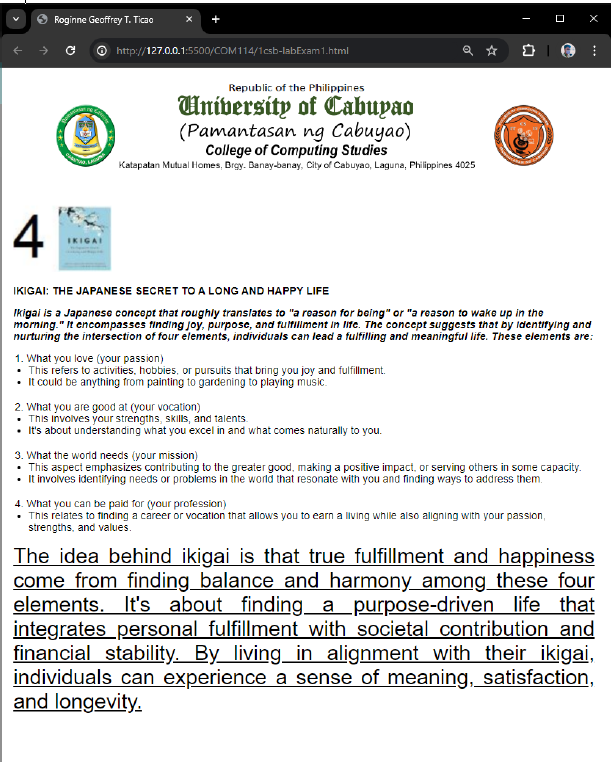 Roginne Geoffrey T. Ticao
http://127.0.0.1:5500/COM114/1csb-labExam1.html
Republic of the Philippines
University of Cabuyao
(Pamantasan ng Cabuyao)
College of Computing Studies
Katapatan Mutual Homes, Brgy. Banay-banay, City of Cabuyao, Laguna, Philippines 4025
4
IKIGAI
IKIGAI: THE JAPANESE SECRET TO A LONG AND HAPPY LIFE
Ikigai is a Japanese concept that roughly translates to "a reason for being" or "a reason to wake up in the
morning." It encompasses finding joy, purpose, and fulfillment in life. The concept suggests that by identifying and
nurturing the intersection of four elements, individuals can lead a fulfilling and meaningful life. These elements are:
1. What you love (your passion)
• This refers to activities, hobbies, or pursuits that bring you joy and fulfillment.
• It could be anything from painting to gardening to playing music.
2. What you are good at (your vocation)
• This involves your strengths, skills, and talents.
• It's about understanding what you excel in and what comes naturally to you.
3. What the world needs (your mission)
• This aspect emphasizes contributing to the greater good, making a positive impact, or serving others in some capacity.
• It involves identifying needs or problems in the world that resonate with you and finding ways to address them.
4. What you can be paid for (your profession)
• This relates to finding a career or vocation that allows you to earn a living while also aligning with your passion,
strengths, and values.
The idea behind ikigai is that true fulfillment and happiness
come from finding balance and harmony among these four
elements. It's about finding a purpose-driven life that
integrates personal fulfillment with societal contribution and
financial stability. By living in alignment with their ikigai,
individuals can experience a sense of meaning, satisfaction,
and longevity.